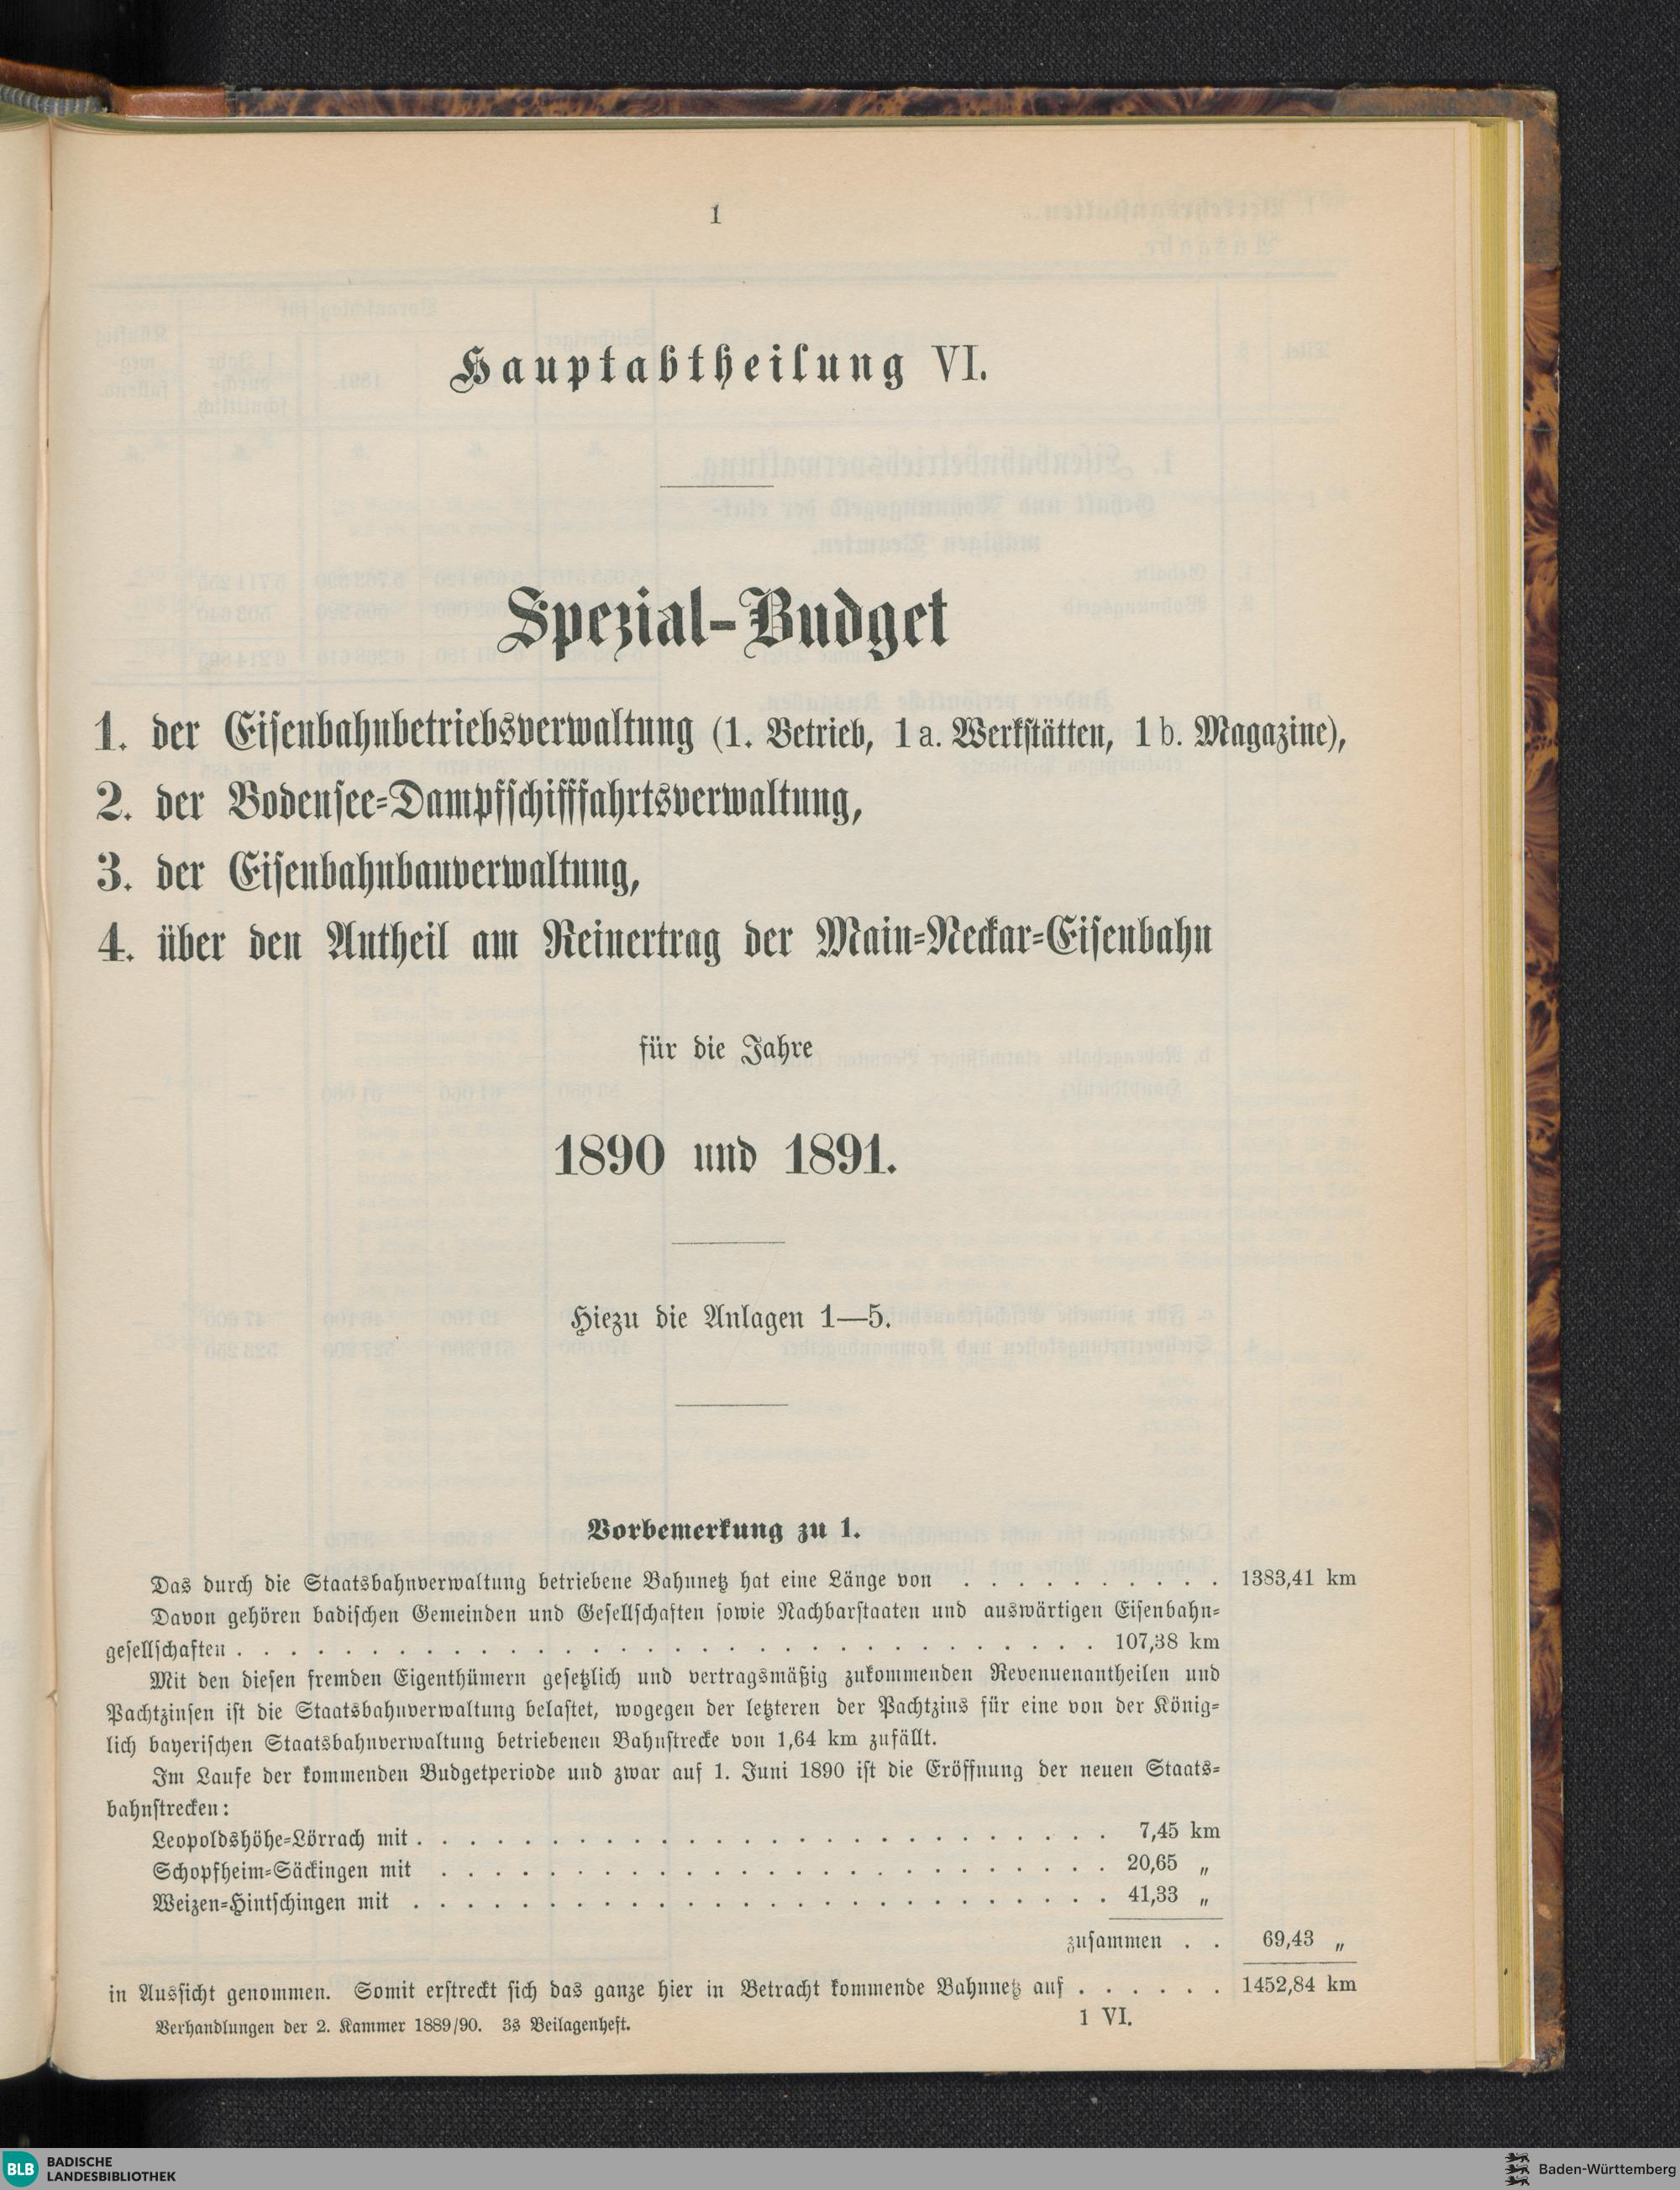 1
Hauptabtheilung VI.
Spezial-Budget
1. der Eisenbahnbetriebsverwaltung (1. Betrieb, 1 a. Werkstätten, 1 b. Magazine),
2. der Bodensee-Dampfschifffahrtsverwaltung,
3. der Eisenbahnbauverwaltung,
4. über den Antheil am Reinertrag der Main-Neckar-Eisenbahn
für die Jahre
1890 und 1891.
Hiezu die Anlagen 1—5.
Vorbemerkung zu 1.
Das durch die Staatsbahnverwaltung betriebene Bahnnetz hat eine Länge von . . . . . . . . . . 1383,41 km
Davon gehören badischen Gemeinden und Gesellschaften sowie Nachbarstaaten und auswärtigen Eisenbahn-
gesellschaften . . . . . . . . . . . . . . . . . . . . . . . . . . . . . . . . 107,38 km
Mit den diesen fremden Eigenthümern gesetzlich und vertragsmäßig zukommenden Revenuenantheilen und
Pachtzinsen ist die Staatsbahnverwaltung belastet, wogegen der letzteren der Pachtzins für eine von der König-
lich bayerischen Staatsbahnverwaltung betriebenen Bahnstrecke von 1,64 km zufällt.
Im Laufe der kommenden Budgetperiode und zwar auf 1. Juni 1890 ist die Eröffnung der neuen Staats-
bahnstrecken:
Leopoldshöhe-Lörrach mit . . . . . . . . . . . . . . . . . . . . . . . . . . 7,45 km
Schopfheim-Säckingen mit . . . . . . . . . . . . . . . . . . . . . . . . . 20,65 „
Weizen-Hintschingen mit . . . . . . . . . . . . . . . . . . . . . . . . . . 41,33 „
zusammen . . 69,43 „
in Aussicht genommen. Somit erstreckt sich das ganze hier in Betracht kommende Bahnnetz auf . . . . . . 1452,84 km
Verhandlungen der 2. Kammer 1889/90. 3s Beilagenheft. 1 VI.
BLB BADISCHE
LANDESBIBLIOTHEK
Baden-Württemberg